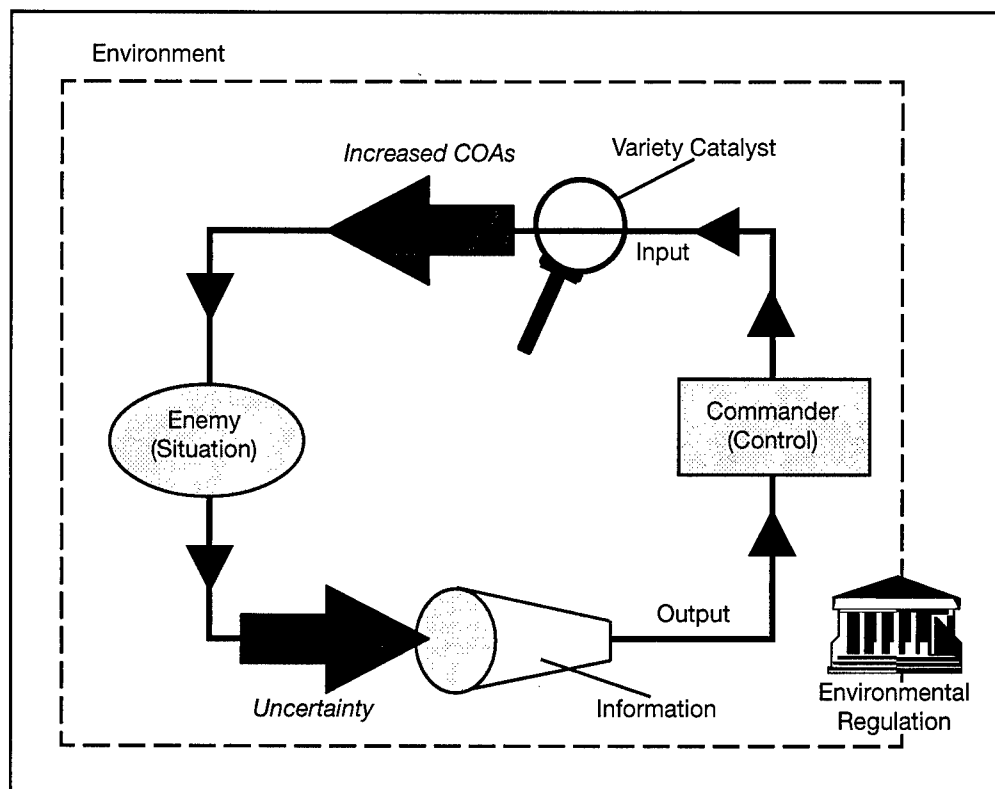 Environment
Increased COAs
Variety Catalyst
Input
Enemy
(Situation)
Commander
(Control)
Output
Uncertainty
Information
Environmental
Regulation